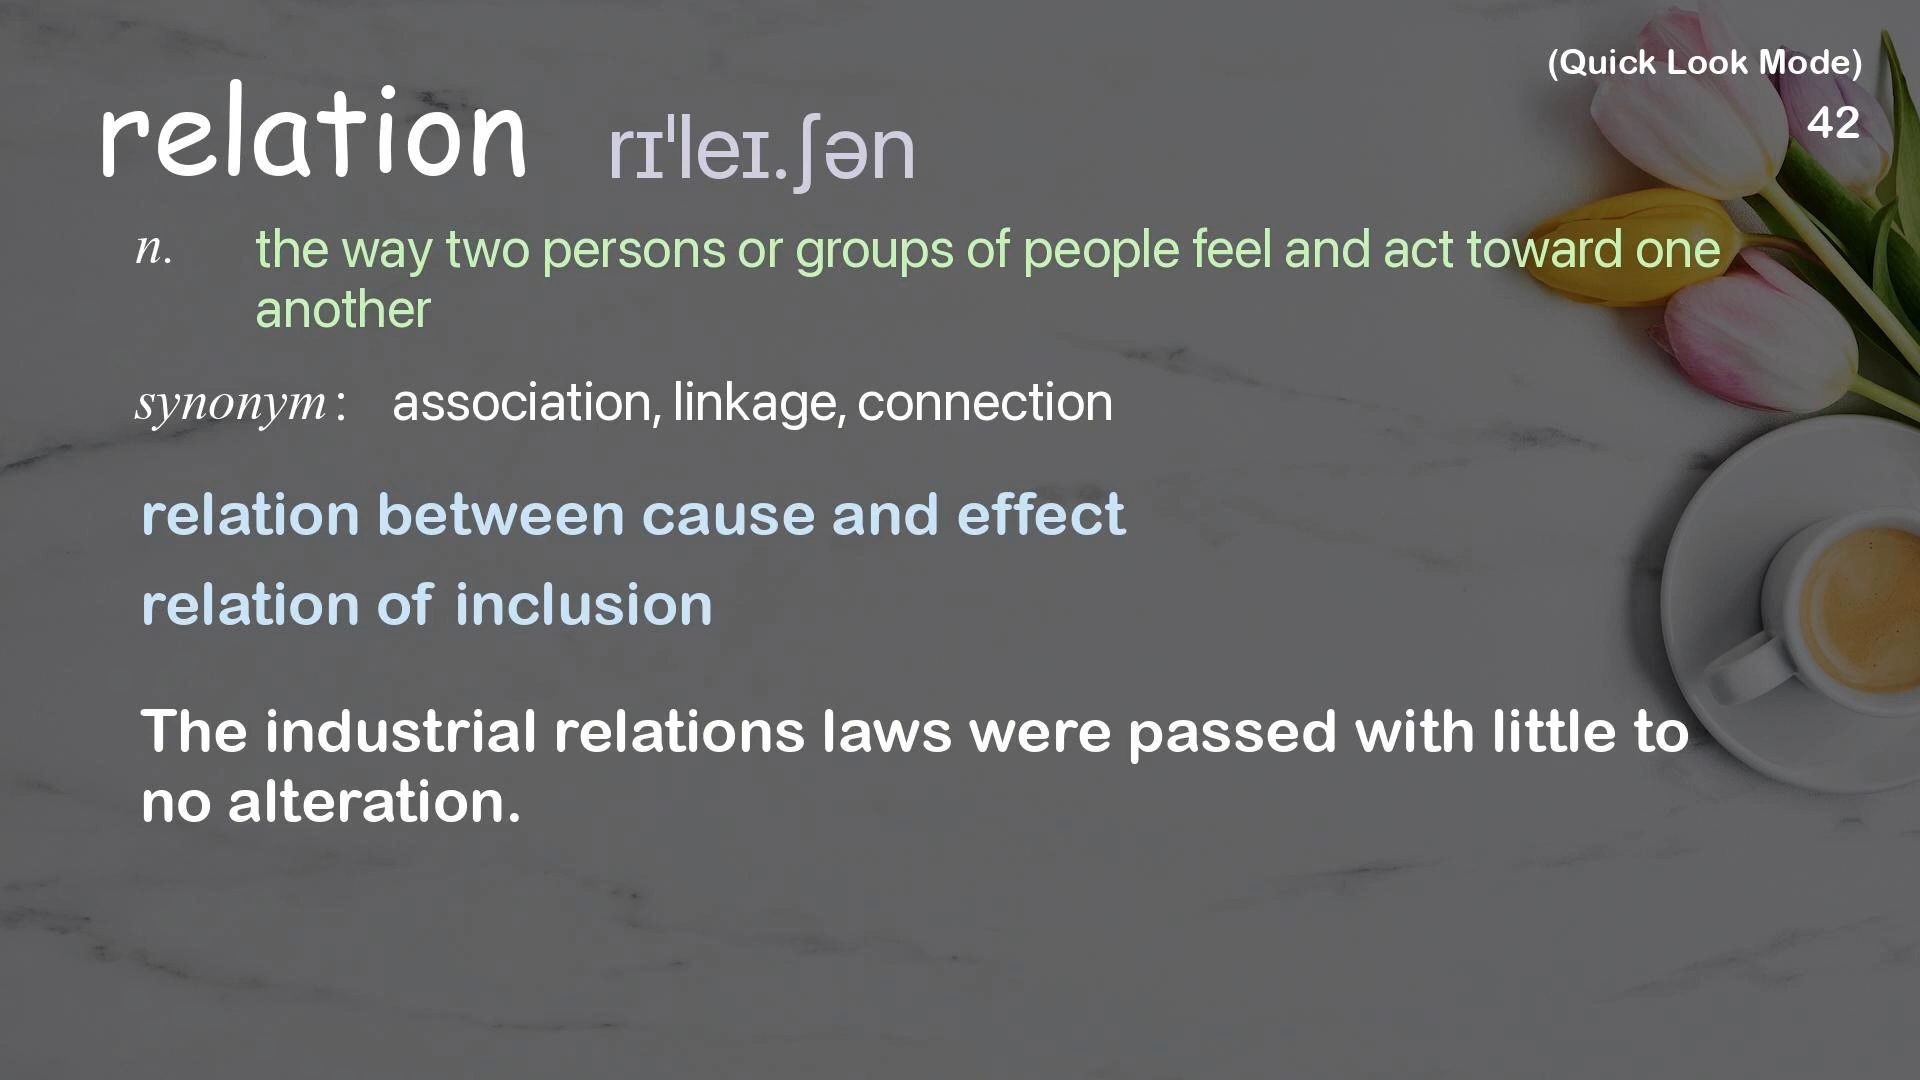 (Quick Look Mode)
42
relation rɪˈleɪ.ʃən
n. the way two persons or groups of people feel and act toward one
another
synonym: association, linkage, connection
relation between cause and effect
relation of inclusion
The industrial relations laws were passed with little to
no alteration.